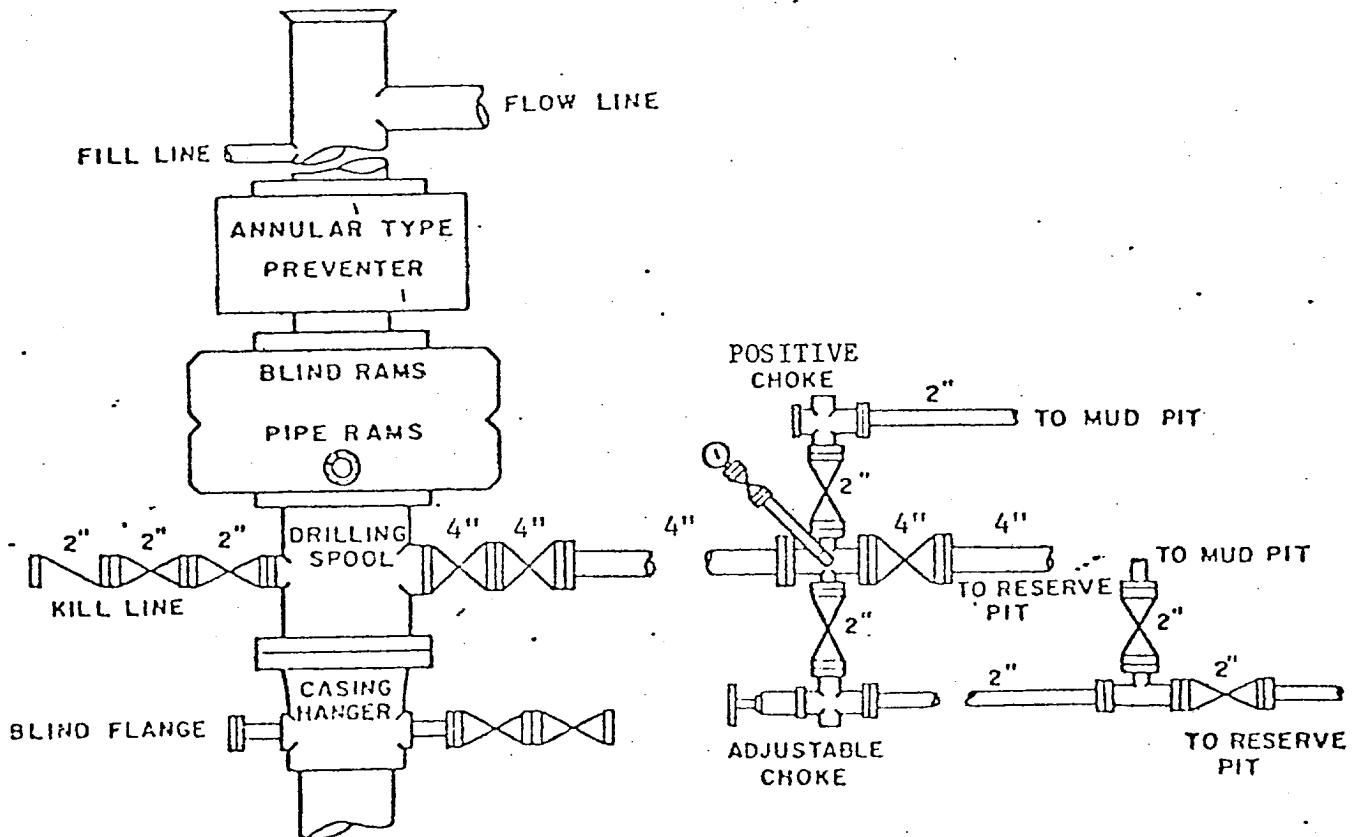 FLOW LINE
FILL LINE
ANNULAR TYPE
PREVENTER
BLIND RAMS
PIPE RAMS
DRILLING
SPOOL
2" 2" 2"
4" 4" 4"
KILL LINE
CASING
HANGER
BLIND FLANGE
POSITIVE
CHOKE
2"
TO MUD PIT
2"
4" 4"
TO RESERVE
PIT
2"
ADJUSTABLE
CHOKE
TO MUD PIT
2"
2" 2"
TO RESERVE
PIT